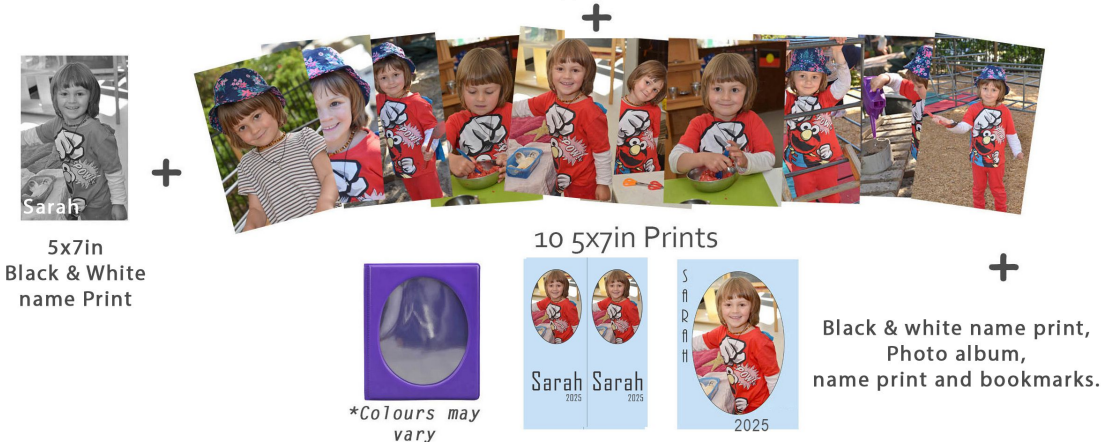 +
Sarah
+
5x7in
Black & White
name Print
10 5x7in Prints
+
*Colours may
vary
Sarah
2025
Sarah
2025
SARAH
2025
Black & white name print,
Photo album,
name print and bookmarks.